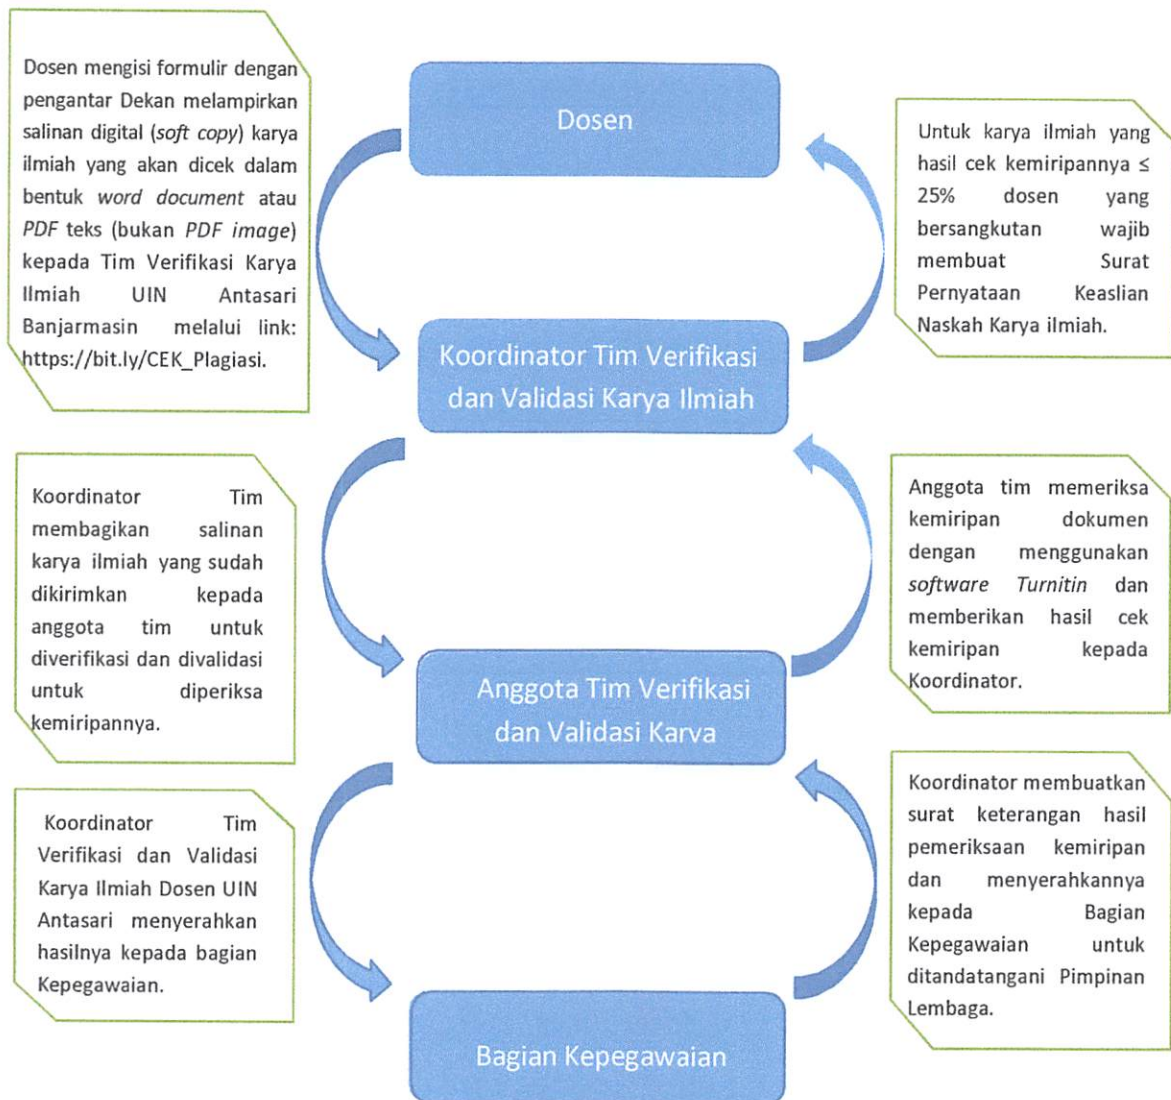 Dosen mengisi formulir dengan
pengantar Dekan melampirkan
salinan digital (soft copy) karya
ilmiah yang akan dicek dalam
bentuk word document atau
PDF teks (bukan PDF image)
kepada Tim Verifikasi Karya
Ilmiah UIN Antasari
Banjarmasin melalui link:
https://bit.ly/CEK_Plagiasi.
Dosen
Untuk karya ilmiah yang
hasil cek kemiripannya ≤
25% dosen yang
bersangkutan wajib
membuat Surat
Pernyataan Keaslian
Naskah Karya ilmiah.
Koordinator Tim Verifikasi
dan Validasi Karya Ilmiah
Koordinator Tim
membagikan salinan
karya ilmiah yang sudah
dikirimkan kepada
anggota tim untuk
diverifikasi dan divalidasi
untuk diperiksa
kemiripannya.
Anggota tim memeriksa
kemiripan dokumen
dengan menggunakan
software Turnitin dan
memberikan hasil cek
kemiripan kepada
Koordinator.
Anggota Tim Verifikasi
dan Validasi Karva
Koordinator Tim
Verifikasi dan Validasi
Karya Ilmiah Dosen UIN
Antasari menyerahkan
hasilnya kepada bagian
Kepegawaian.
Koordinator membuatkan
surat keterangan hasil
pemeriksaan kemiripan
dan menyerahkannya
kepada Bagian
Kepegawaian untuk
ditandatangani Pimpinan
Lembaga.
Bagian Kepegawaian